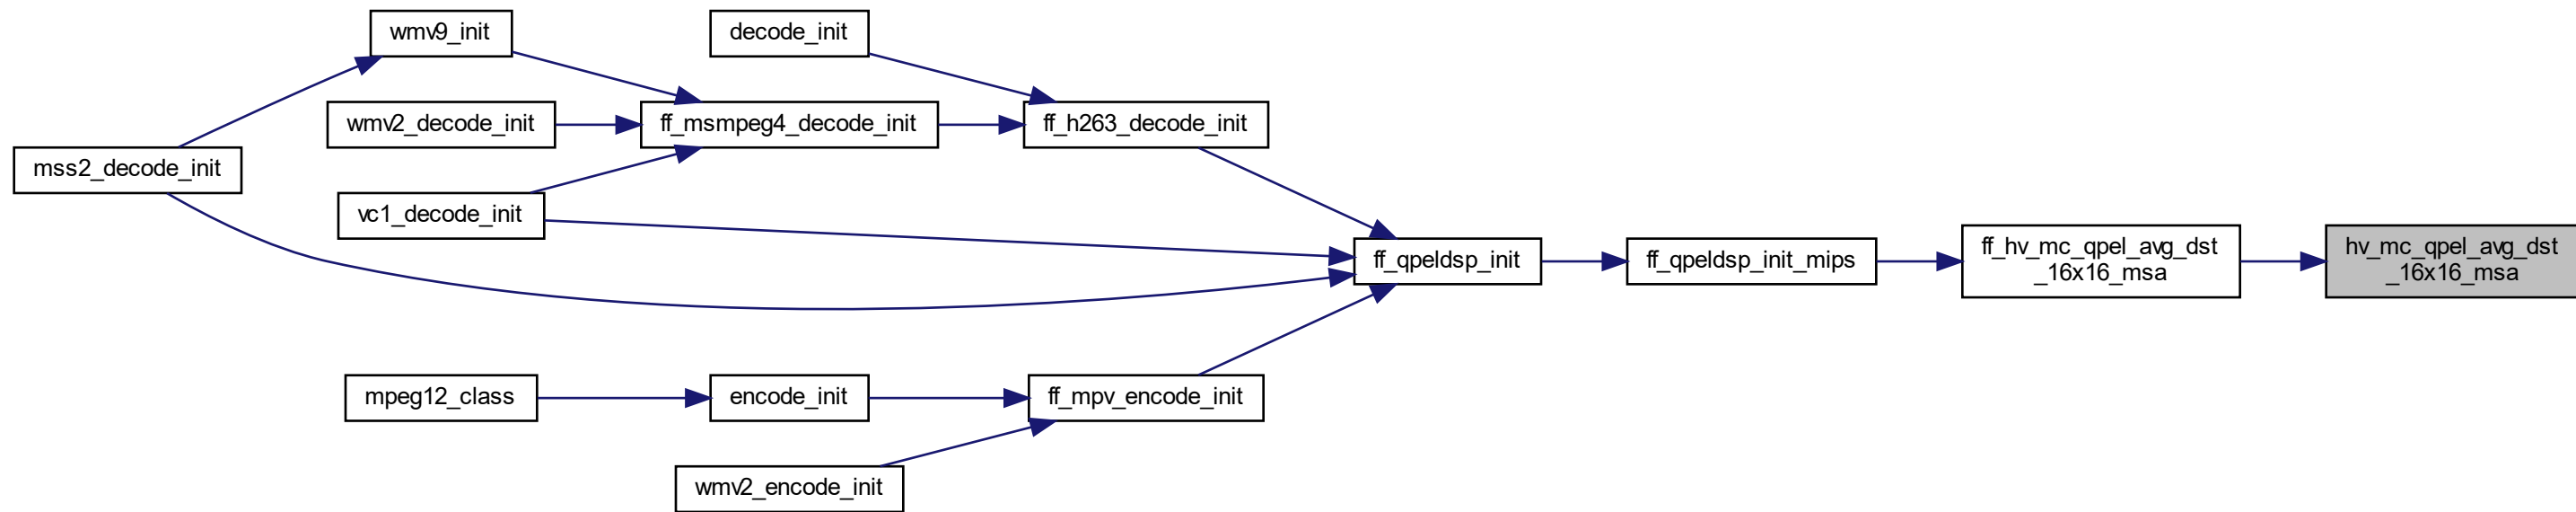 wmv9_init
decode_init
wmv2_decode_init
ff_msmpeg4_decode_init
ff_h263_decode_init
mss2_decode_init
vc1_decode_init
ff_qpeldsp_init
ff_qpeldsp_init_mips
ff_hv_mc_qpel_avg_dst
_16x16_msa
hv_mc_qpel_avg_dst
_16x16_msa
mpeg12_class
encode_init
ff_mpv_encode_init
wmv2_encode_init